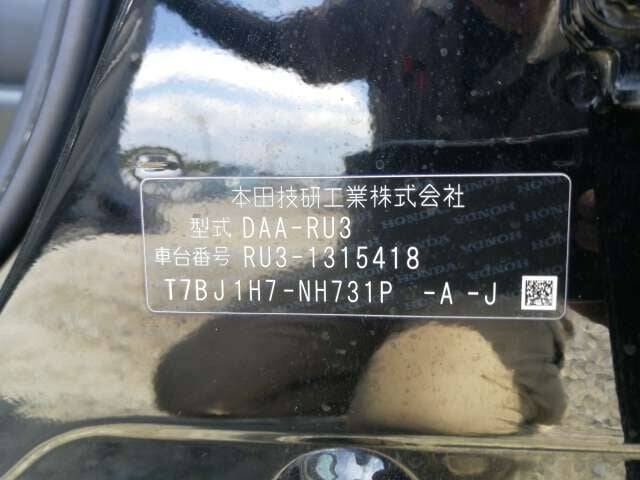 本田技研工業株式会社
型式 DAA-RU3
車台番号 RU3-1315418
T7BJ1H7-NH731P -A -J